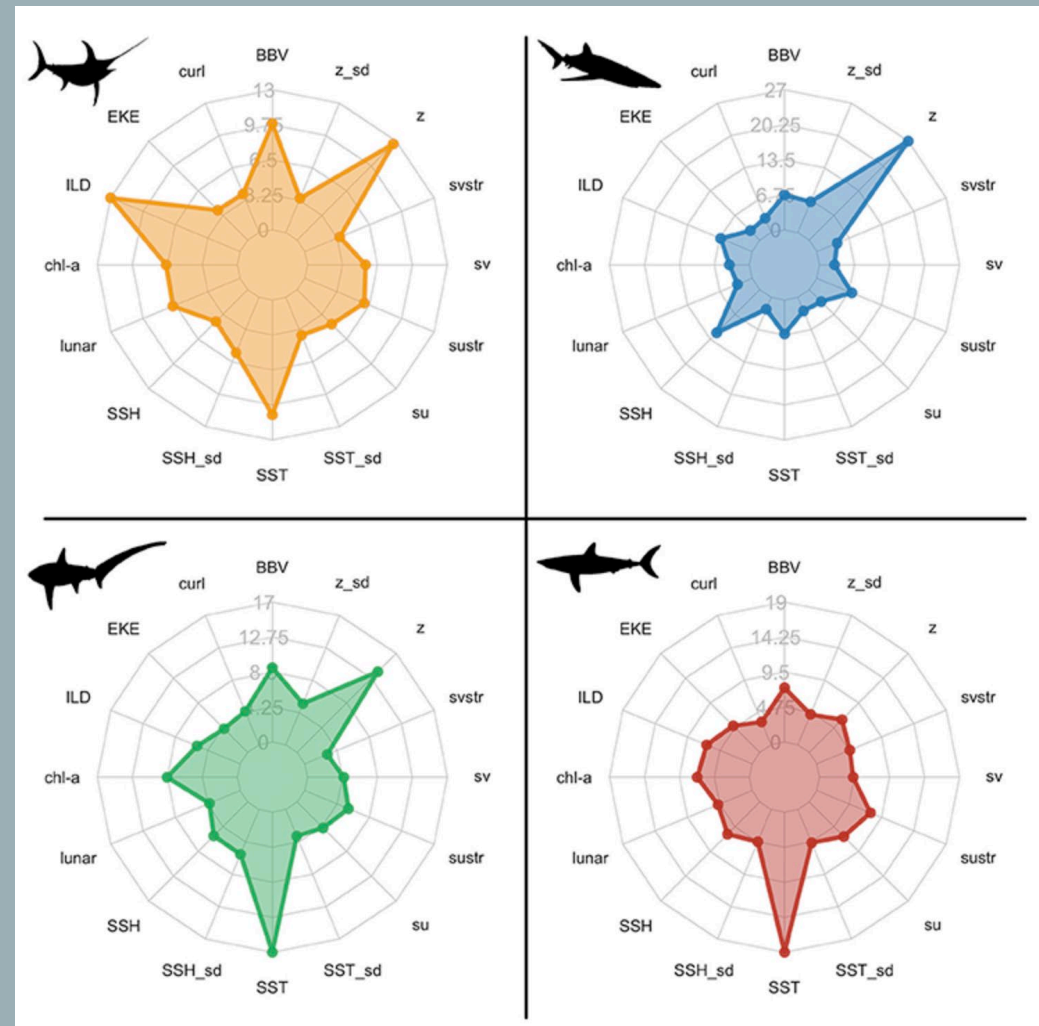 BBV
curl
z_sd
13
EKE
z
9.75
6.5
ILD
svstr
3.25
0
chl-a
sv
lunar
sustr
SSH
su
SSH_sd
SST_sd
SST
BBV
curl
z_sd
27
EKE
z
20.25
13.5
ILD
svstr
6.75
0
chl-a
sv
lunar
sustr
SSH
su
SSH_sd
SST_sd
SST
BBV
curl
z_sd
17
EKE
z
12.75
ILD
svstr
0
chl-a
sv
lunar
sustr
SSH
su
SSH_sd
SST_sd
SST
BBV
curl
z_sd
19
EKE
z
14.25
9.5
ILD
svstr
4.75
0
chl-a
sv
lunar
sustr
SSH
su
SSH_sd
SST_sd
SST